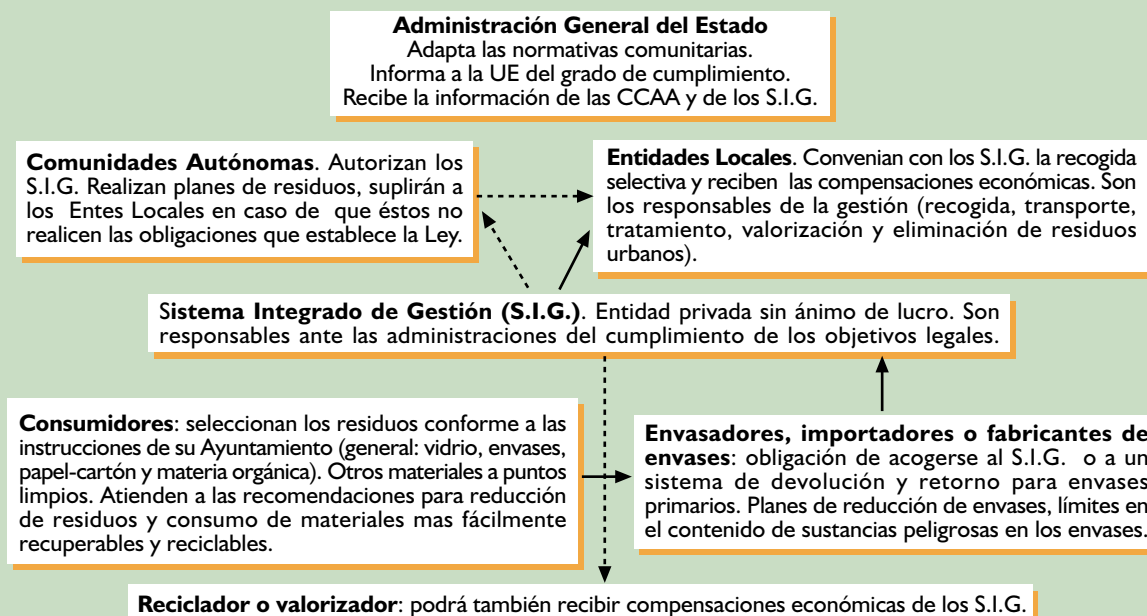 Administración General del Estado
Adapta las normativas comunitarias.
Informa a la UE del grado de cumplimiento.
Recibe la información de las CCAA y de los S.I.G.
Comunidades Autónomas. Autorizan los
S.I.G. Realizan planes de residuos, suplirán a
los Entes Locales en caso de que éstos no
realicen las obligaciones que establece la Ley.
Entidades Locales. Convenian con los S.I.G. la recogida
selectiva y reciben las compensaciones económicas. Son
los responsables de la gestión (recogida, transporte,
tratamiento, valorización y eliminación de residuos
urbanos).
Sistema Integrado de Gestión (S.I.G.). Entidad privada sin ánimo de lucro. Son
responsables ante las administraciones del cumplimiento de los objetivos legales.
Consumidores: seleccionan los residuos conforme a las
instrucciones de su Ayuntamiento (general: vidrio, envases,
papel-cartón y materia orgánica). Otros materiales a puntos
limpios. Atienden a las recomendaciones para reducción
de residuos y consumo de materiales mas fácilmente
recuperables y reciclables.
Envasadores, importadores o fabricantes de
envases: obligación de acogerse al S.I.G. o a un
sistema de devolución y retorno para envases
primarios. Planes de reducción de envases, límites en
el contenido de sustancias peligrosas en los envases.
Reciclador o valorizador: podrá también recibir compensaciones económicas de los S.I.G.